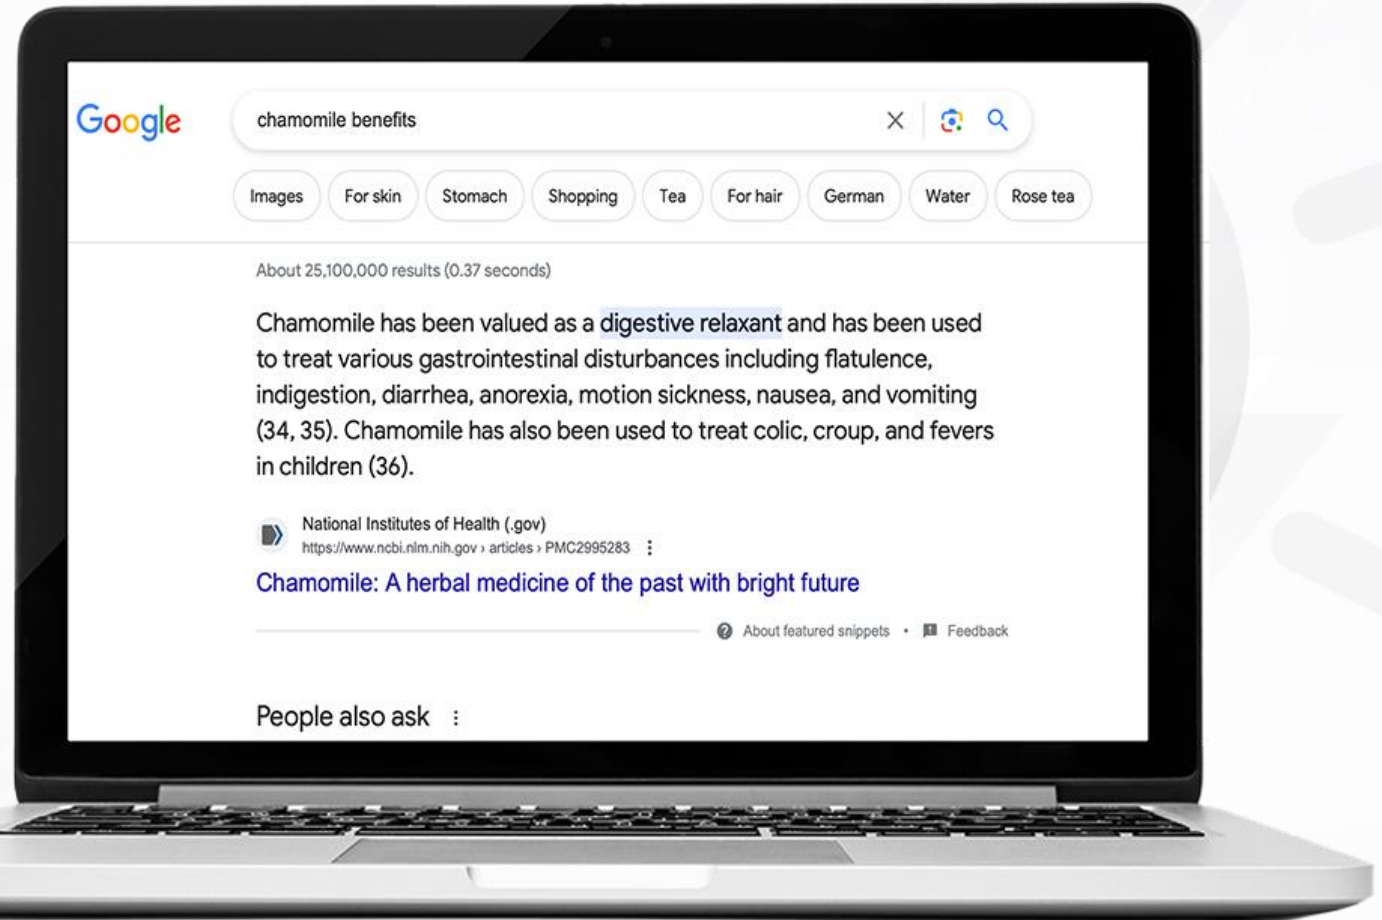 Google
chamomile benefits
Images For skin Stomach Shopping Tea For hair German Water Rose tea
About 25,100,000 results (0.37 seconds)
Chamomile has been valued as a digestive relaxant and has been used
to treat various gastrointestinal disturbances including flatulence,
indigestion, diarrhea, anorexia, motion sickness, nausea, and vomiting
(34, 35). Chamomile has also been used to treat colic, croup, and fevers
in children (36).
National Institutes of Health (.gov)
https://www.ncbi.nlm.nih.gov › articles › PMC2995283
Chamomile: A herbal medicine of the past with bright future
About featured snippets • Feedback
People also ask